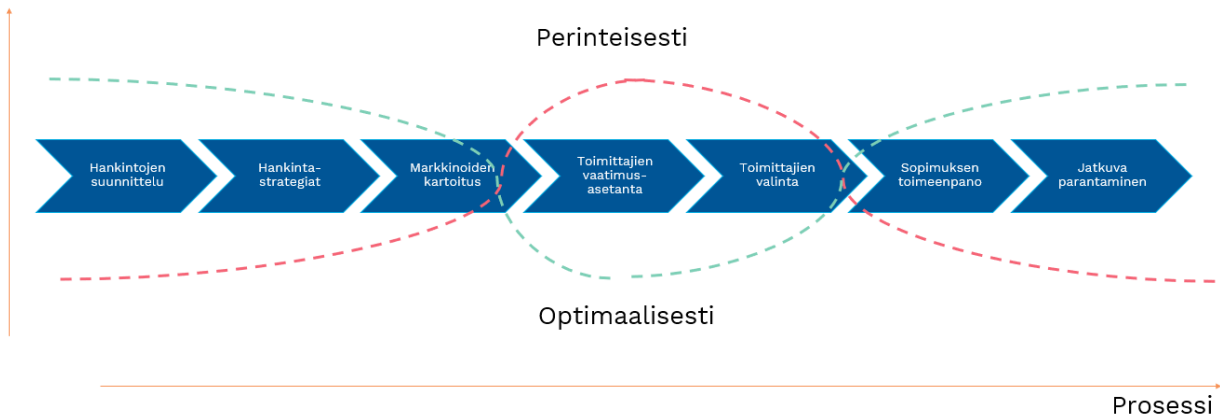 Perinteisesti
Hankintojen
suunnittelu
Hankinta-
strategiat
Markkinoiden
kartoitus
Toimittajien
vaatimus-
asetanta
Toimittajien
valinta
Sopimuksen
toimeenpano
Jatkuva
parantaminen
Optimaalisesti
Prosessi